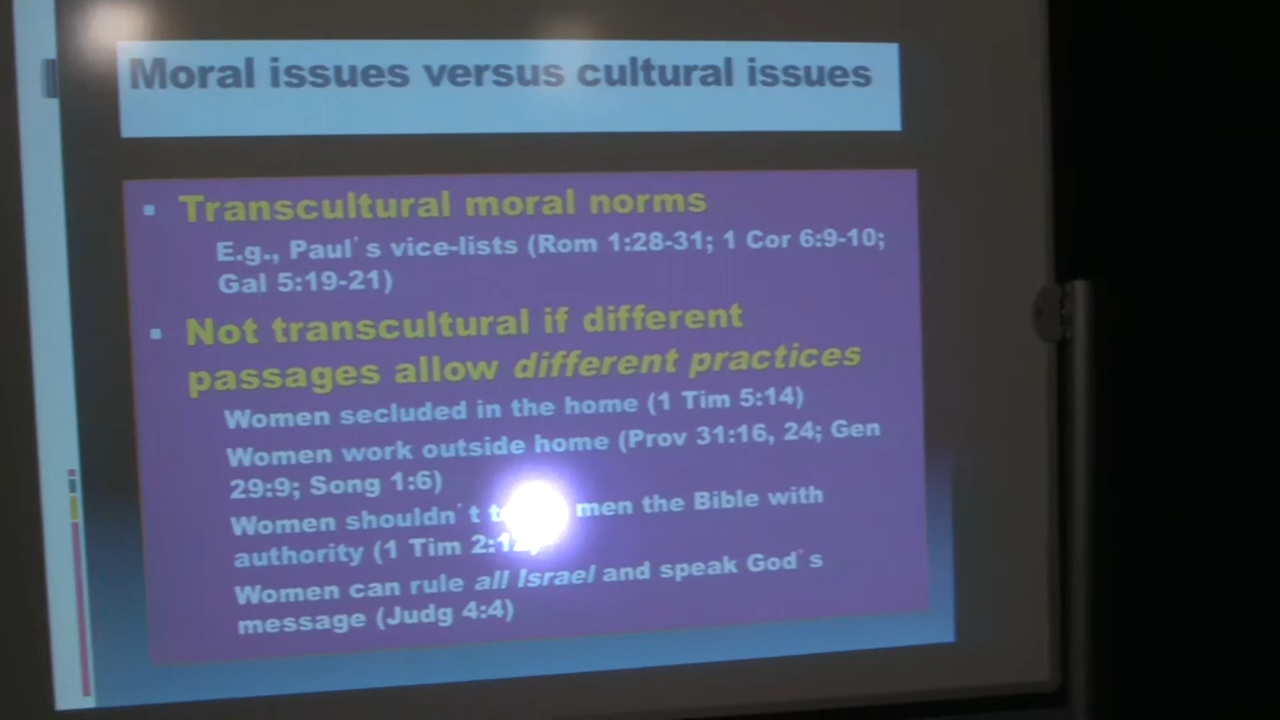 Moral issues versus cultural issues
Transcultural moral norms
E.g., Paul's vice-lists (Rom 1:28-31; 1 Cor 6:9-10;
Gal 5:19-21)
Not transcultural if different
passages allow different practices
Women secluded in the home (1 Tim 5:14)
Women work outside home (Prov 31:16, 24; Gen
29:9; Song 1:6)
Women shouldn't men the Bible with
authority (1 Tim
Women can rule all Israel and speak God's
message (Judg 4:4)